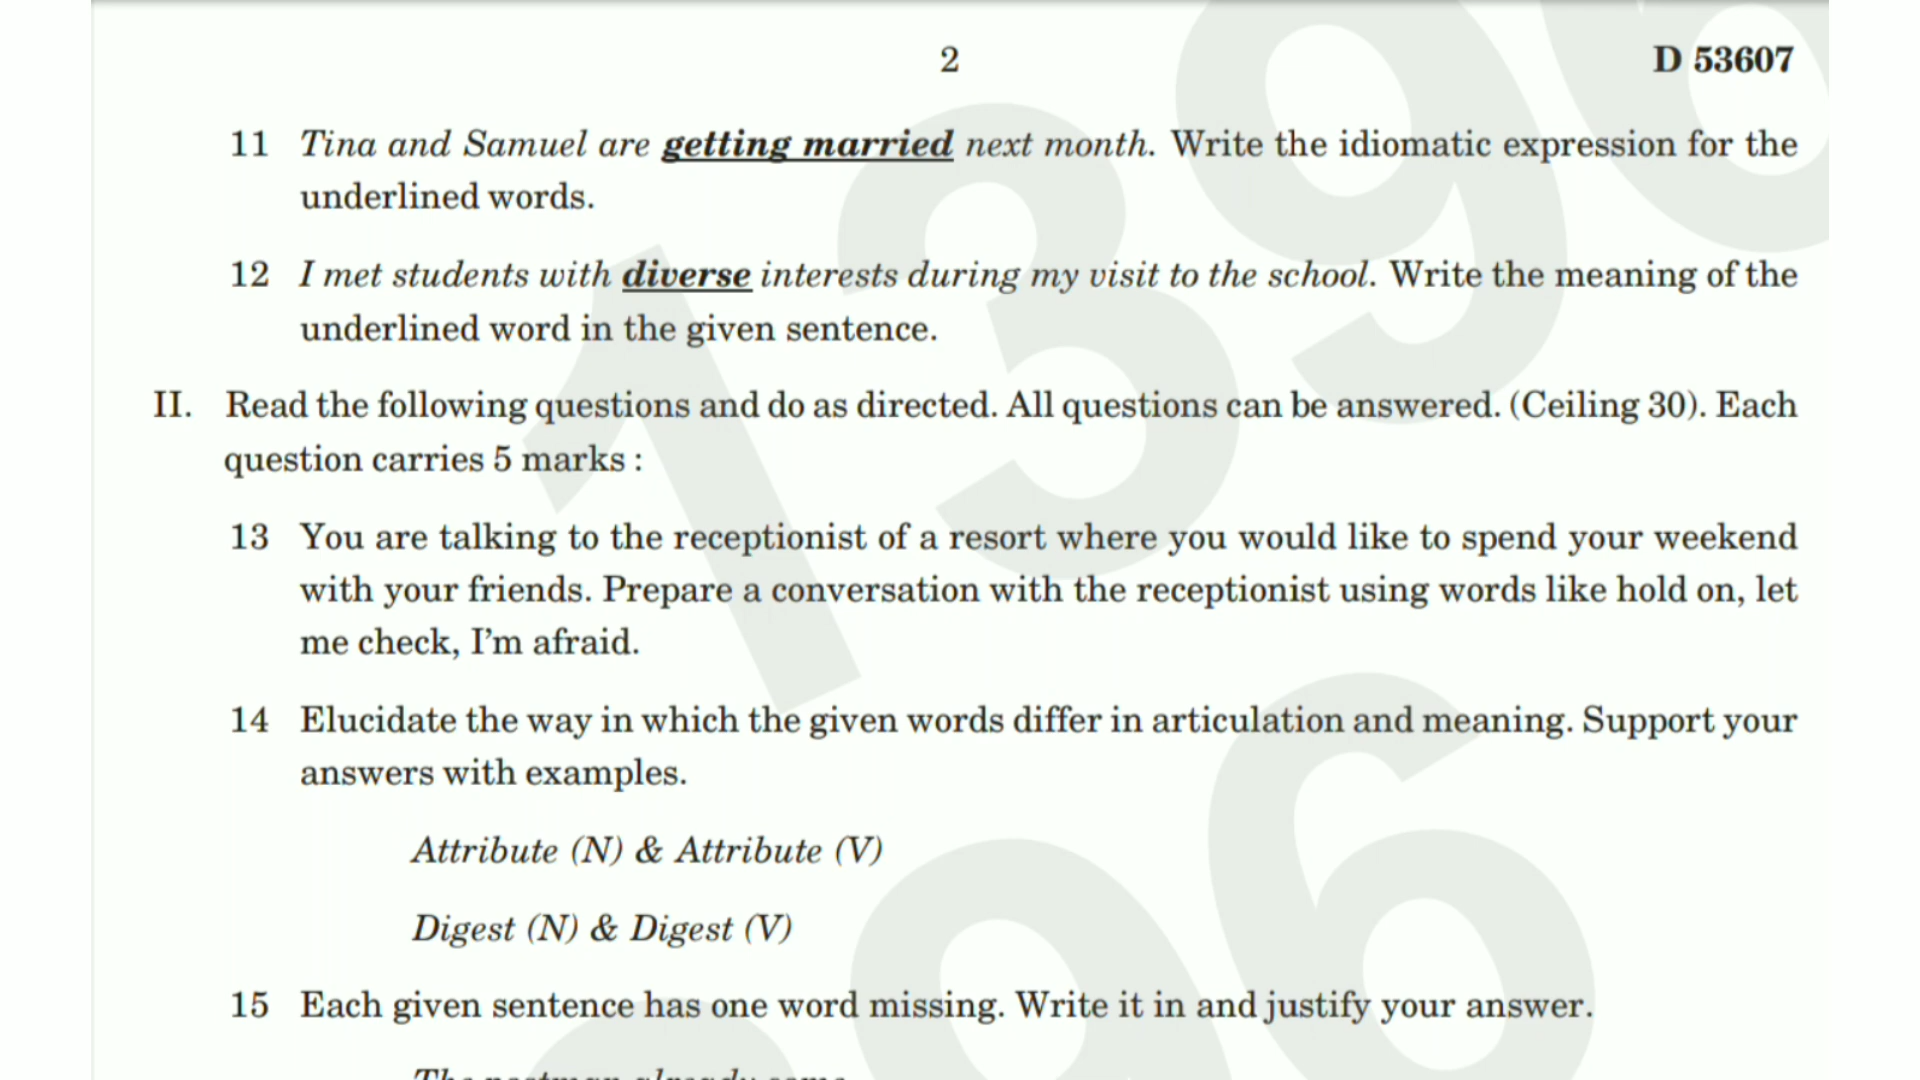 2
D 53607
11 Tina and Samuel are getting married next month. Write the idiomatic expression for the
underlined words.
12 I met students with diverse interests during my visit to the school. Write the meaning of the
underlined word in the given sentence.
II. Read the following questions and do as directed. All questions can be answered. (Ceiling 30). Each
question carries 5 marks :
13 You are talking to the receptionist of a resort where you would like to spend your weekend
with your friends. Prepare a conversation with the receptionist using words like hold on, let
me check, I'm afraid.
14 Elucidate the way in which the given words differ in articulation and meaning. Support your
answers with examples.
Attribute (N) & Attribute (V)
Digest (N) & Digest (V)
15 Each given sentence has one word missing. Write it in and justify your answer.
The postman already come